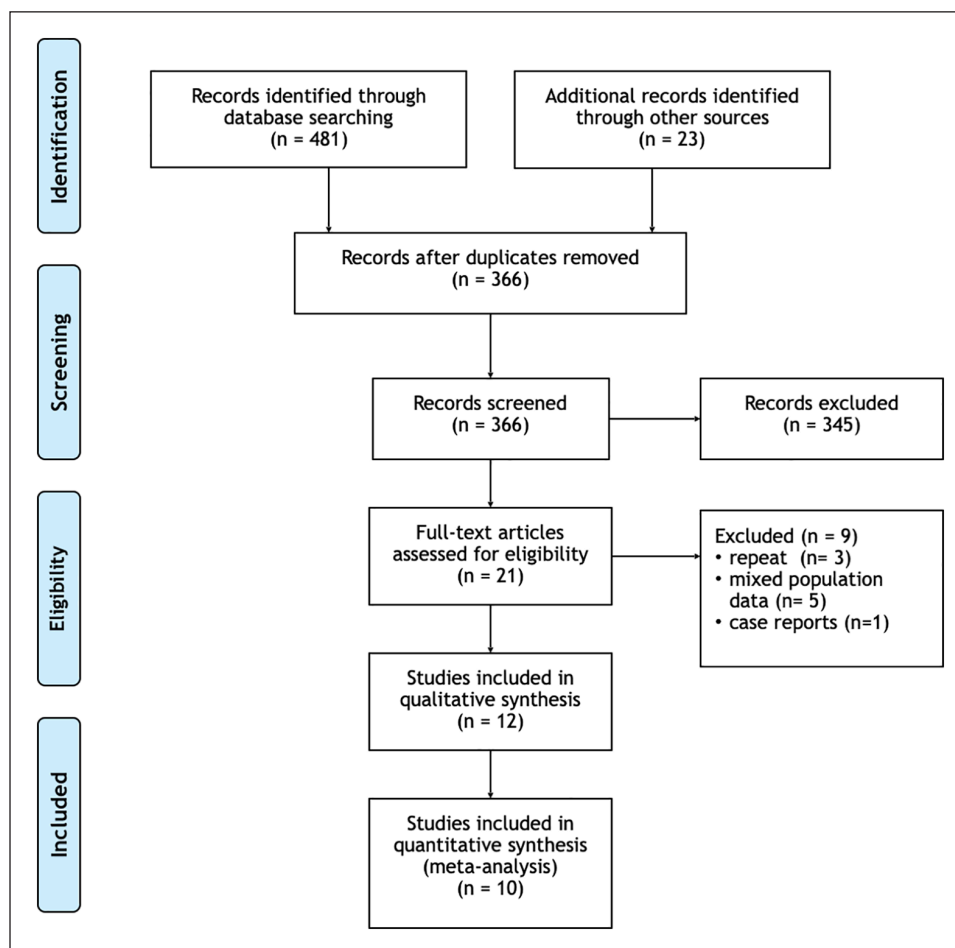 Identification
Records identified through
database searching
(n = 481)
Additional records identified
through other sources
(n = 23)
Records after duplicates removed
(n = 366)
Screening
Records screened
(n = 366)
Records excluded
(n = 345)
Eligibility
Full-text articles
assessed for eligibility
(n = 21)
Excluded (n = 9)
• repeat (n= 3)
• mixed population
data (n= 5)
• case reports (n=1)
Studies included in
qualitative synthesis
(n = 12)
Included
Studies included in
quantitative synthesis
(meta-analysis)
(n = 10)